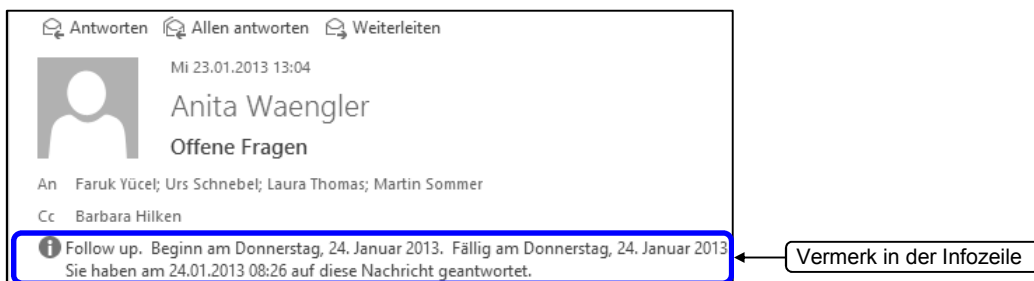 Antworten Allen antworten Weiterleiten
Mi 23.01.2013 13:04
Anita Waengler
Offene Fragen
An Faruk Yücel; Urs Schnebel; Laura Thomas; Martin Sommer
Cc Barbara Hilken
Follow up. Beginn am Donnerstag, 24. Januar 2013. Fällig am Donnerstag, 24. Januar 2013
Sie haben am 24.01.2013 08:26 auf diese Nachricht geantwortet.
Vermerk in der Infozeile